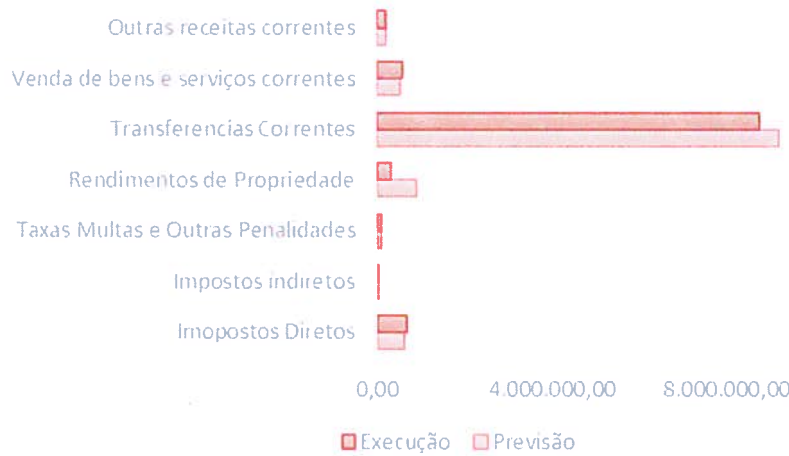 Outras receitas correntes
Venda de bens e serviços correntes
Transferencias Correntes
Rendimentos de Propriedade
Taxas Multas e Outras Penalidades
Impostos indiretos
Imopostos Diretos
0,00 4.000.000,00 8.000.000,00
Execução Previsão